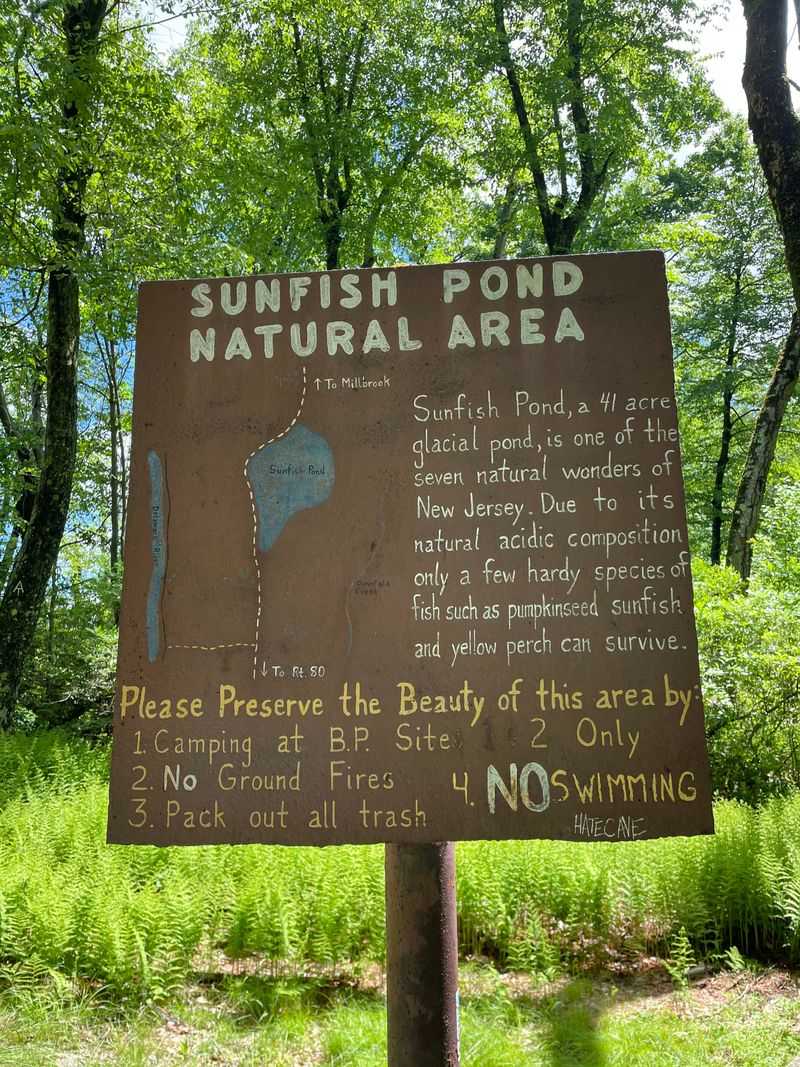 SUNFISH POND
NATURAL AREA
↑ To Millbrook
Sunfish Pond
Delaware River
↓ To Rt. 80
Sunfish Pond, a 41 acre
glacial pond, is one of the
seven natural wonders of
New Jersey. Due to its
natural acidic composition
only a few hardy species of
fish such as pumpkinseed sunfish
and yellow perch can survive.
Please Preserve the Beauty of this area by:
1. Camping at B.P. Site 2 Only
2. No Ground Fires
3. Pack out all trash
4. NO SWIMMING
HATECAVE